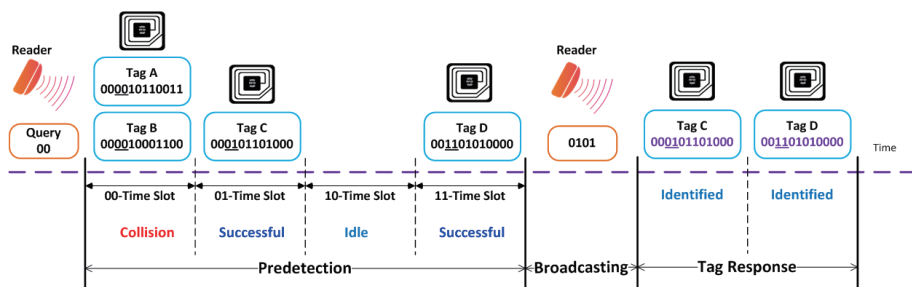 Reader
Query
00
Tag A
000010110011
Tag B
000010001100
Tag C
000101101000
Tag D
001101010000
Reader
0101
Tag C
000101101000
Tag D
001101010000
Time
00-Time Slot
01-Time Slot
10-Time Slot
11-Time Slot
Collision
Successful
Idle
Successful
Identified
Identified
Predetection
Broadcasting
Tag Response